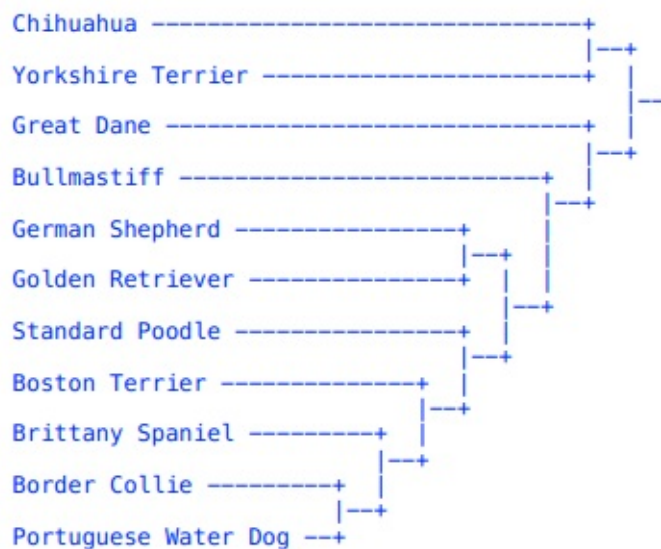 Chihuahua
Yorkshire Terrier
Great Dane
Bullmastiff
German Shepherd
Golden Retriever
Standard Poodle
Boston Terrier
Brittany Spaniel
Border Collie
Portuguese Water Dog